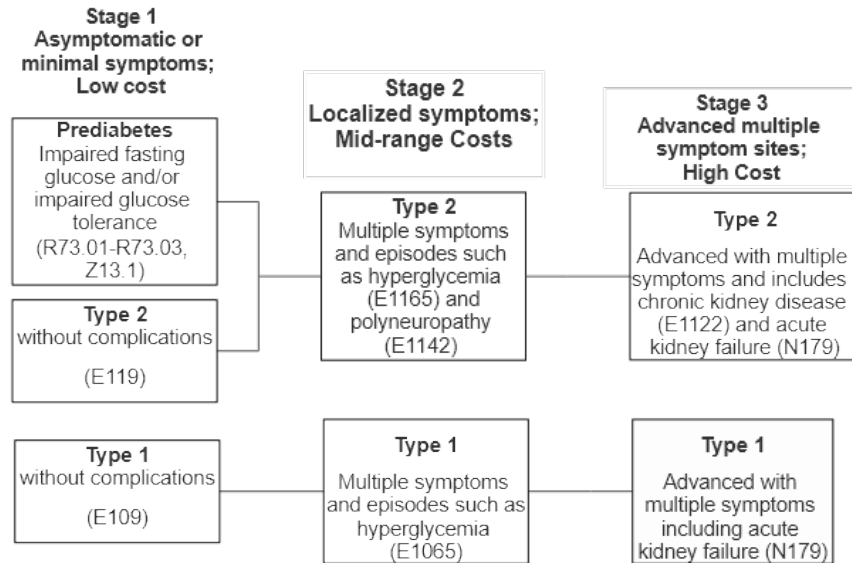 Stage 1
Asymptomatic or
minimal symptoms;
Low cost
Prediabetes
Impaired fasting
glucose and/or
impaired glucose
tolerance
(R73.01-R73.03,
Z13.1)
Type 2
without complications
(E119)
Type 1
without complications
(E109)
Stage 2
Localized symptoms;
Mid-range Costs
Type 2
Multiple symptoms
and episodes such
as hyperglycemia
(E1165) and
polyneuropathy
(E1142)
Type 1
Multiple symptoms
and episodes such as
hyperglycemia
(E1065)
Stage 3
Advanced multiple
symptom sites;
High Cost
Type 2
Advanced with multiple
symptoms and includes
chronic kidney disease
(E1122) and acute
kidney failure (N179)
Type 1
Advanced with
multiple symptoms
including acute
kidney failure (N179)